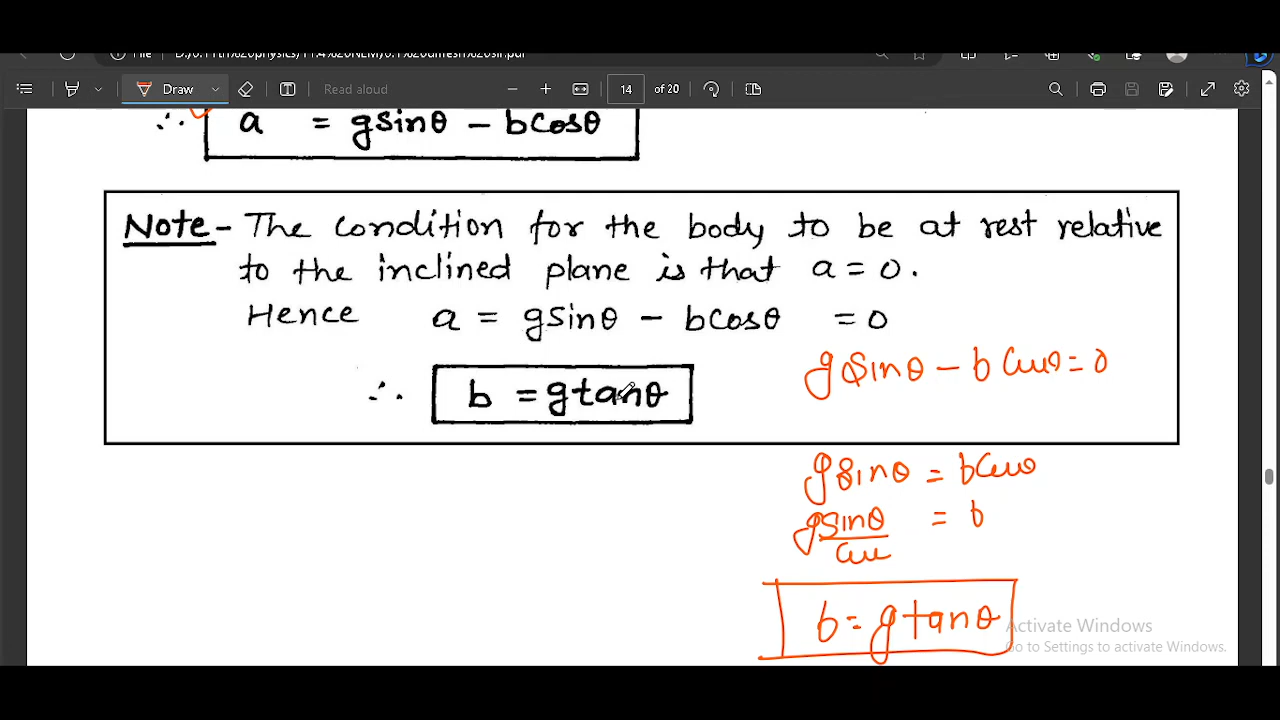 Draw
Read aloud
14
of 20
∴ a = gsinθ - bcosθ
Note- The condition for the body to be at rest relative
to the inclined plane is that a = 0.
Hence a = gsinθ - bcosθ = 0
gsinθ - b cosθ = 0
∴ b = gtanθ
gsinθ = bcosθ
gsinθ = b
cos
b = gtanθ
Activate Windows
Go to Settings to activate Windows.